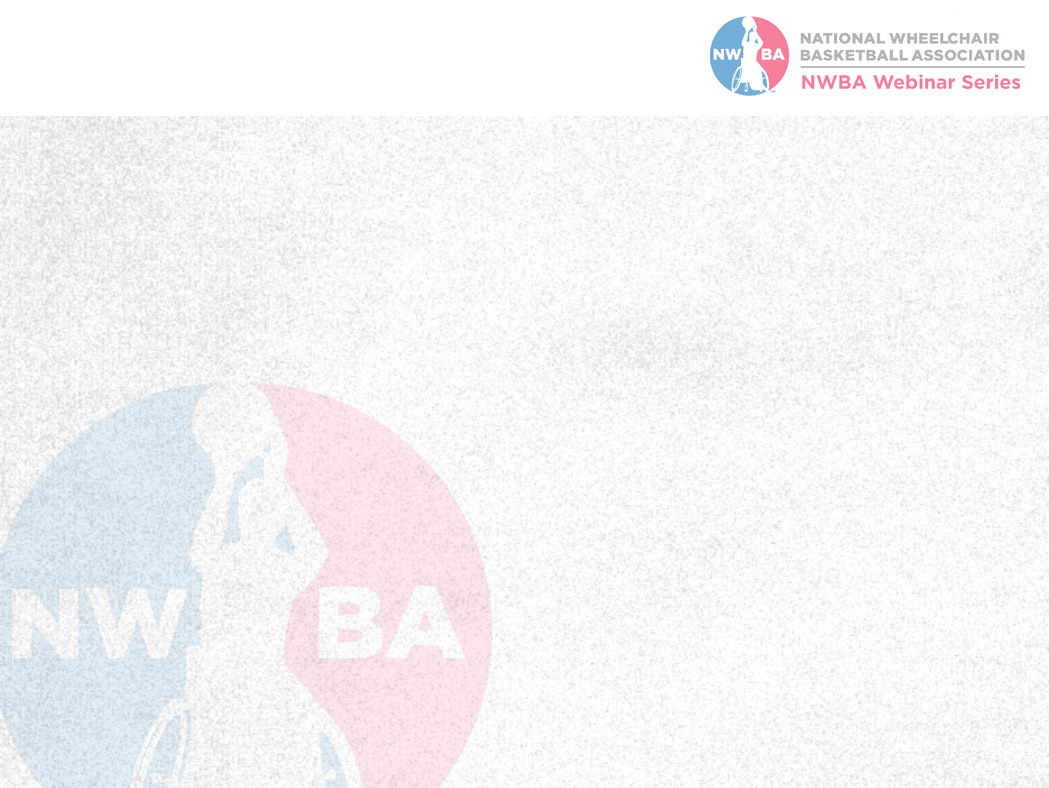 NW BA
NATIONAL WHEELCHAIR
BASKETBALL ASSOCIATION
NWBA Webinar Series
NW BA